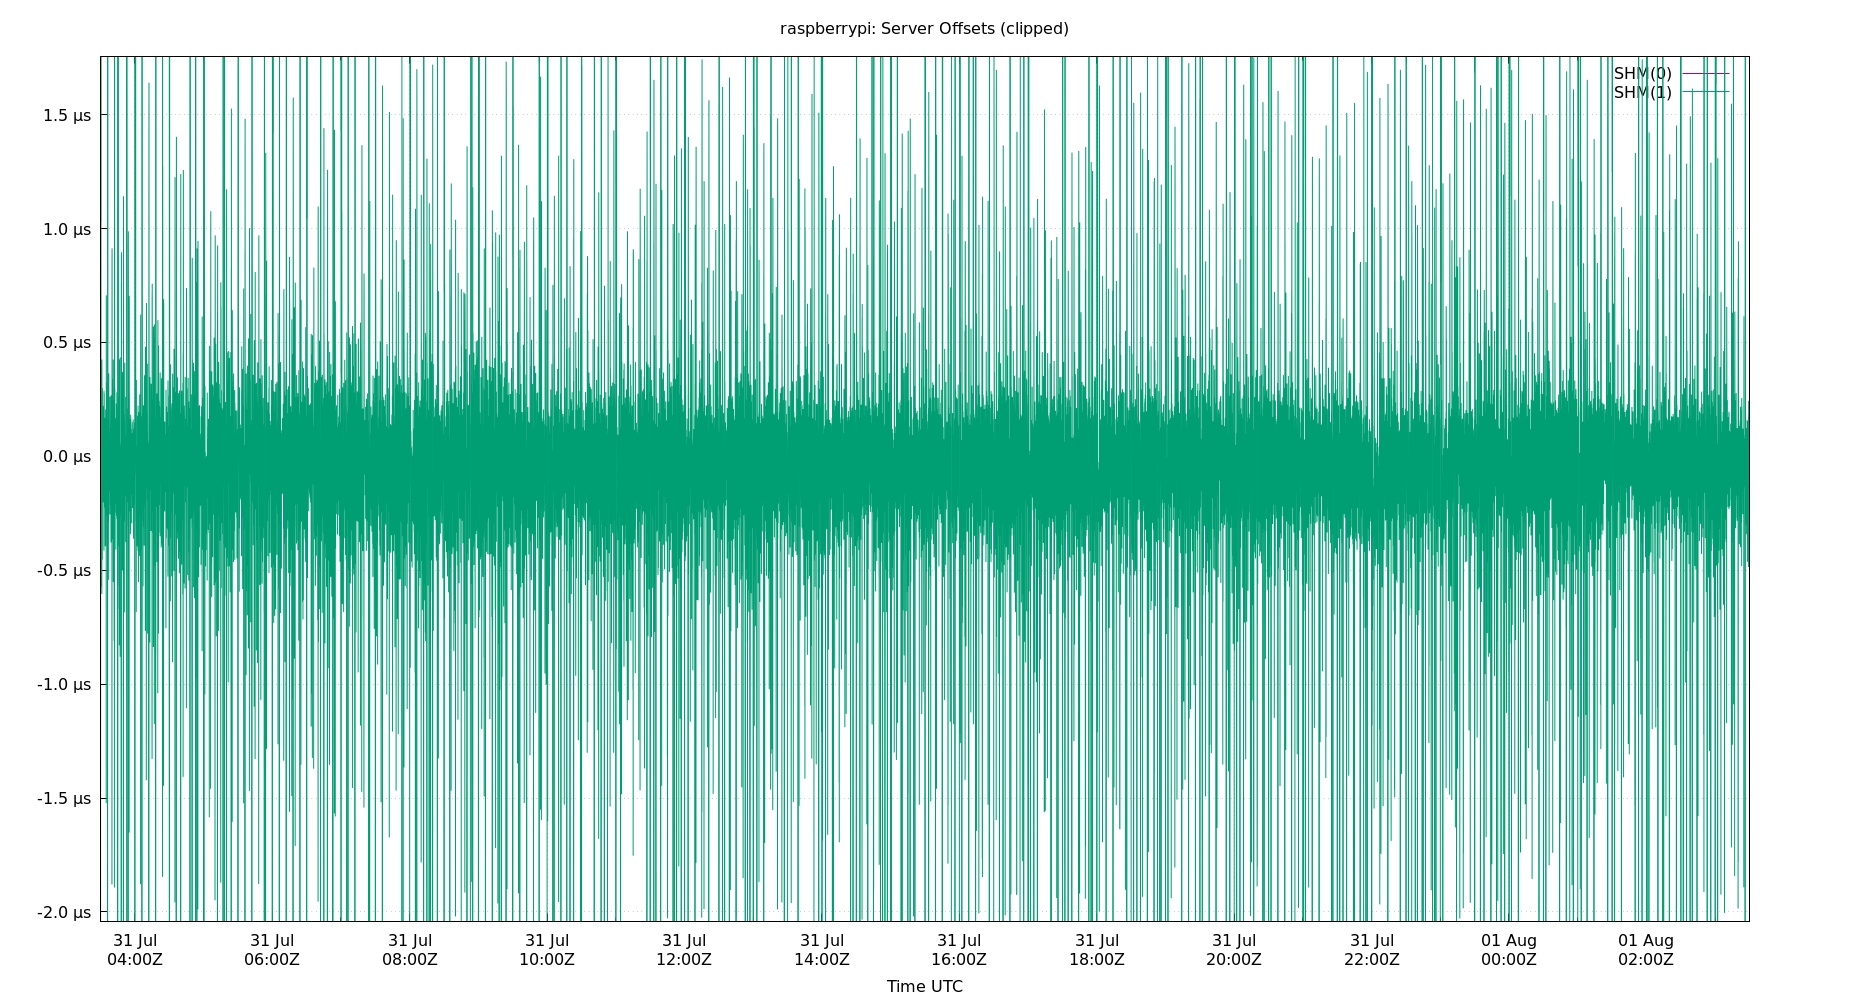 raspberrypi: Server Offsets (clipped)
SHM(0)
SHM(1)
1.5 µs
1.0 µs
0.5 µs
0.0 µs
-0.5 µs
-1.0 µs
-1.5 µs
-2.0 µs
31 Jul 31 Jul 31 Jul 31 Jul 31 Jul 31 Jul 31 Jul 31 Jul 31 Jul 31 Jul 01 Aug 01 Aug
04:00Z 06:00Z 08:00Z 10:00Z 12:00Z 14:00Z 16:00Z 18:00Z 20:00Z 22:00Z 00:00Z 02:00Z
Time UTC